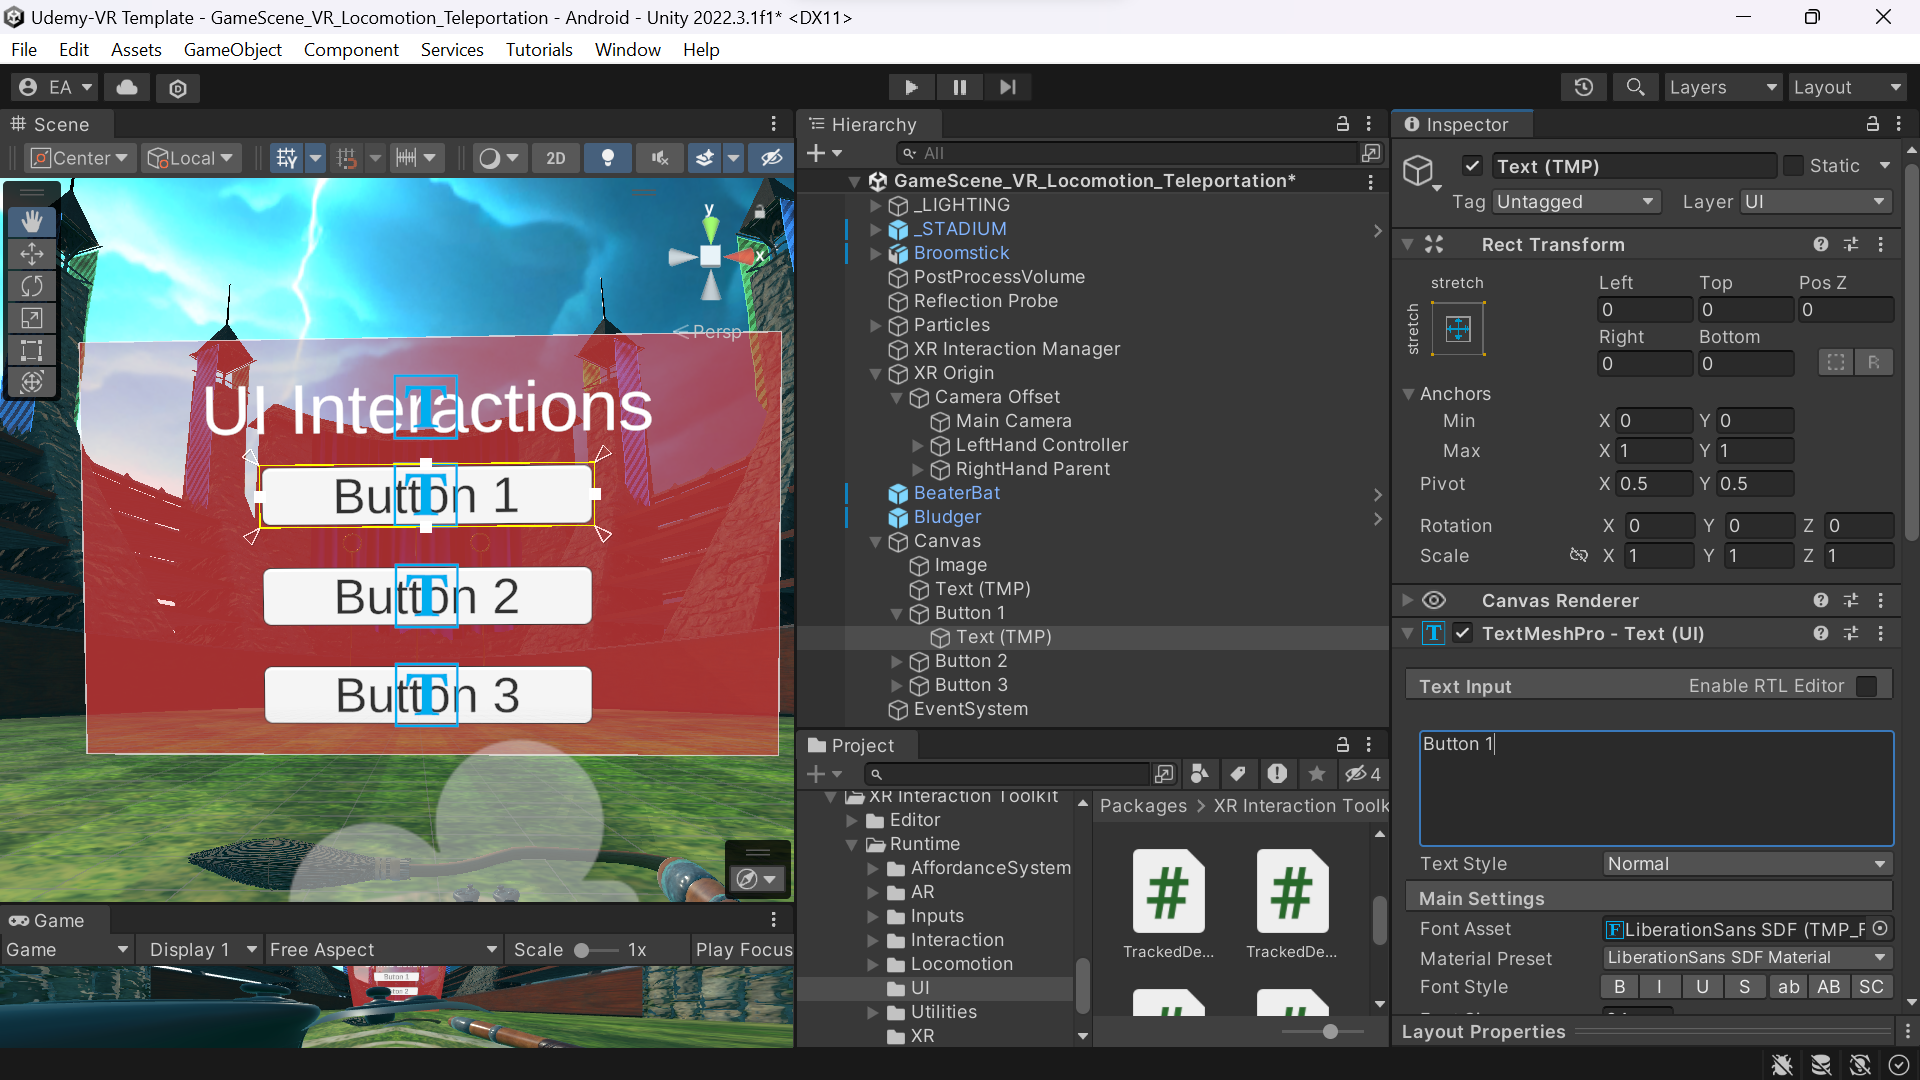 Udemy-VR Template - GameScene_VR_Locomotion_Teleportation - Android - Unity 2022.3.1f1* <DX11>
File Edit Assets GameObject Component Services Tutorials Window Help
EA
Layers
Layout
Scene
Center
Local
2D
y
x
Persp
UI Interactions
Button 1
Button 2
Button 3
Game
Game
Display 1
Free Aspect
Scale
1x
Play Focus
Button 1
Button 2
Hierarchy
All
GameScene_VR_Locomotion_Teleportation*
_LIGHTING
_STADIUM
Broomstick
PostProcessVolume
Reflection Probe
Particles
XR Interaction Manager
XR Origin
Camera Offset
Main Camera
LeftHand Controller
RightHand Parent
BeaterBat
Bludger
Canvas
Image
Text (TMP)
Button 1
Text (TMP)
Button 2
Button 3
EventSystem
Project
4
XR Interaction Toolkit
Editor
Runtime
AffordanceSystem
AR
Inputs
Interaction
Locomotion
UI
Utilities
XR
Packages > XR Interaction Toolk
TrackedDe... TrackedDe...
Inspector
Text (TMP)
Static
Tag Untagged Layer UI
Rect Transform
stretch
stretch
Left Top Pos Z
0 0 0
Right Bottom
0 0
R
Anchors
Min X 0 Y 0
Max X 1 Y 1
Pivot X 0.5 Y 0.5
Rotation X 0 Y 0 Z 0
Scale X 1 Y 1 Z 1
Canvas Renderer
TextMeshPro - Text (UI)
Text Input Enable RTL Editor
Button 1
Text Style Normal
Main Settings
Font Asset LiberationSans SDF (TMP_F
Material Preset LiberationSans SDF Material
Font Style B I U S ab AB SC
Layout Properties